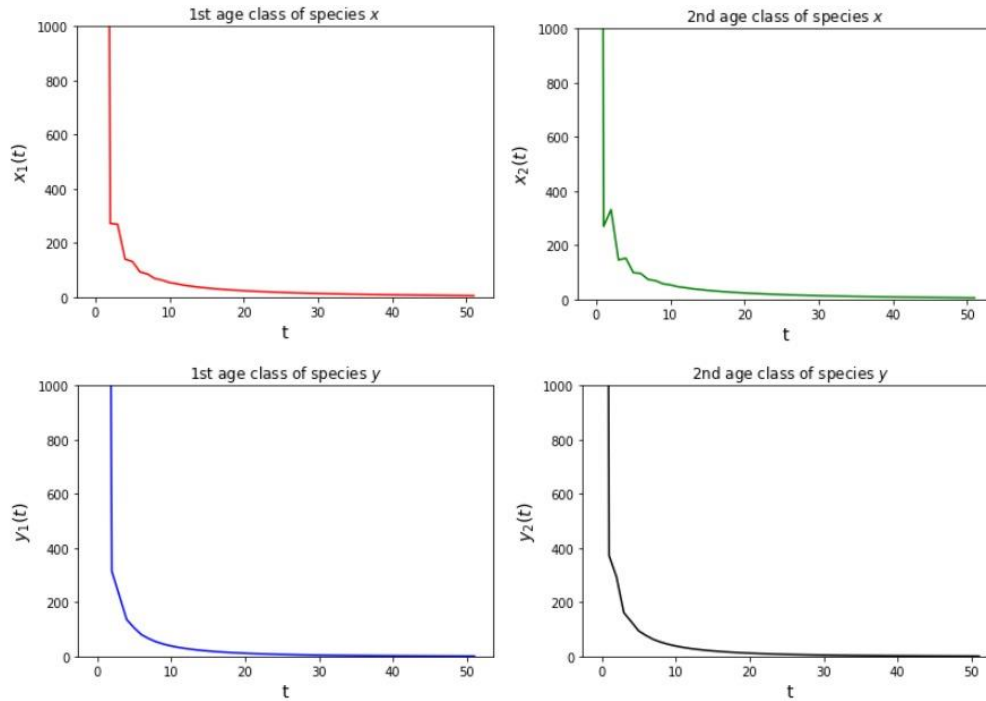 1st age class of species x
1000
800
600
400
200
0
x₁(t)
0 10 20 30 40 50
t
2nd age class of species x
1000
800
600
400
200
0
x₂(t)
0 10 20 30 40 50
t
1st age class of species y
1000
800
600
400
200
0
y₁(t)
0 10 20 30 40 50
t
2nd age class of species y
1000
800
600
400
200
0
y₂(t)
0 10 20 30 40 50
t